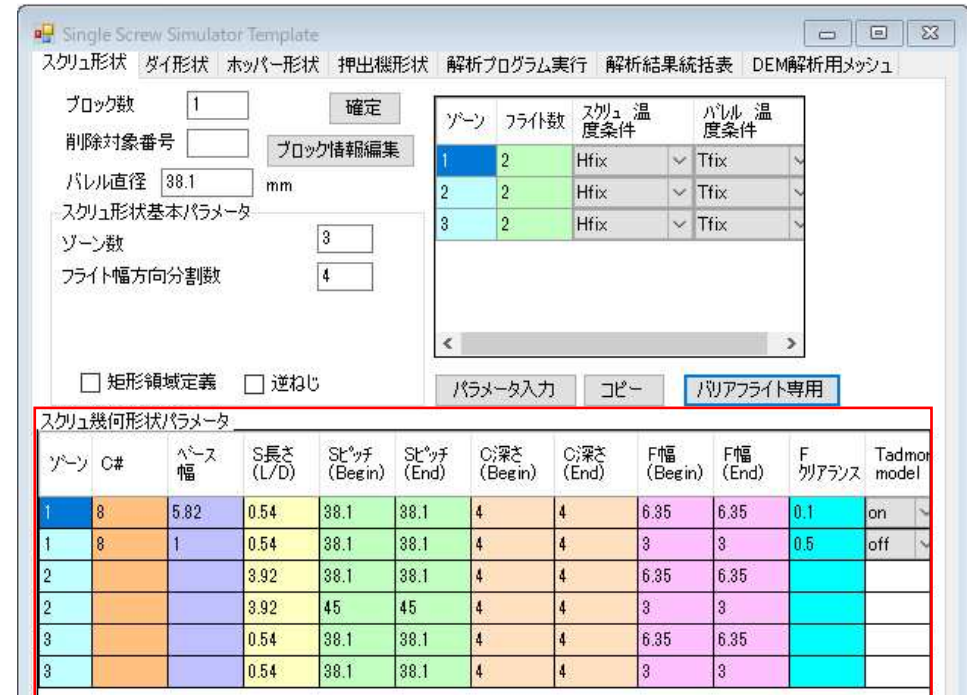 Single Screw Simulator Template
スクリュ形状 ダイ形状 ホッパー形状 押出機形状 解析プログラム実行 解析結果統括表 DEM解析用メッシュ
ブロック数 1 確定
削除対象番号 ブロック情報編集
バレル直径 38.1 mm
スクリュ形状基本パラメータ
ゾーン数 3
フライト幅方向分割数 4
矩形領域定義 逆ねじ
ゾーン フライト数 スクリュ 温度条件 バレル 温度条件
1 2 Hfix Tfix
2 2 Hfix Tfix
3 2 Hfix Tfix
パラメータ入力 コピー バリアフライト専用
スクリュ幾何形状パラメータ
ゾーン C# ベース幅 S長さ (L/D) Sピッチ (Begin) Sピッチ (End) C深さ (Begin) C深さ (End) F幅 (Begin) F幅 (End) F クリアランス Tadmor model
1 8 5.82 0.54 38.1 38.1 4 4 6.35 6.35 0.1 on
1 8 1 0.54 38.1 38.1 4 4 3 3 0.5 off
2 3.92 38.1 38.1 4 4 6.35 6.35
2 3.92 45 45 4 4 3 3
3 0.54 38.1 38.1 4 4 6.35 6.35
3 0.54 38.1 38.1 4 4 3 3